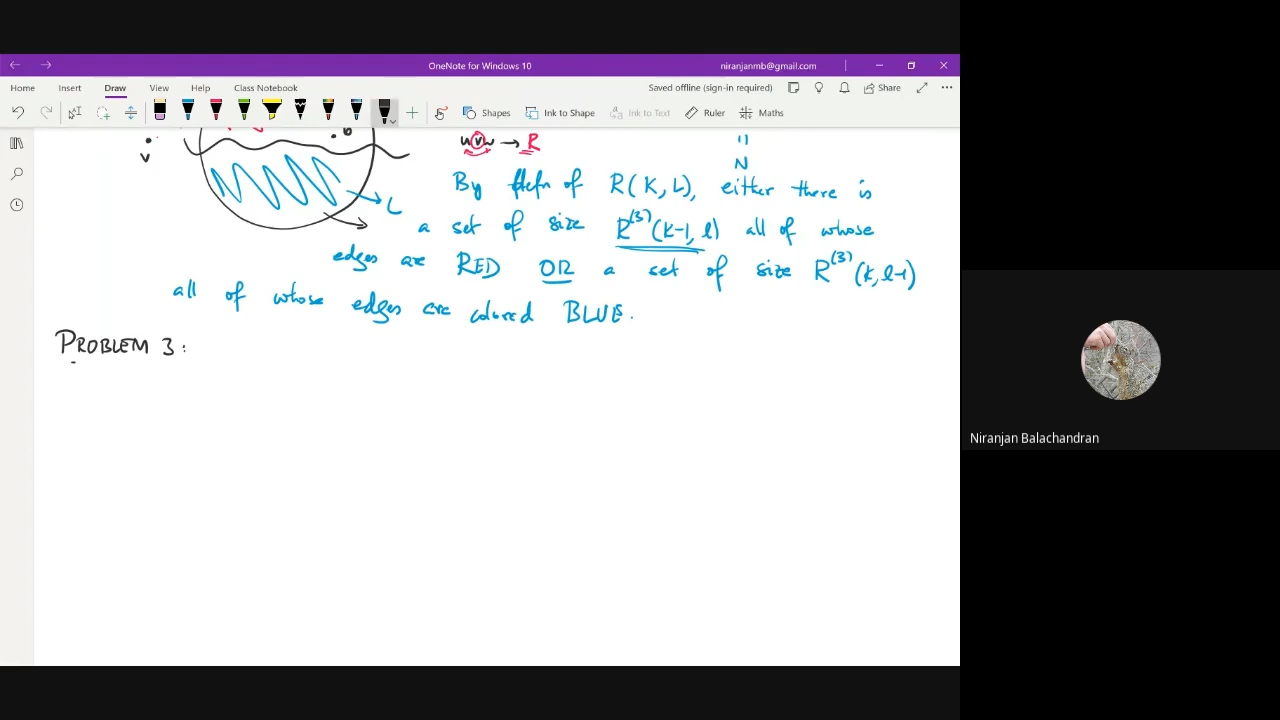 OneNote for Windows 10
niranjanmb@gmail.com
Home Insert Draw View Help Class Notebook
Saved offline (sign-in required)
Share
Shapes Ink to Shape Ink to Text Ruler Maths
b
v
uvw → R
N
L
By defn of R(K, L), either there is
a set of size R^(3)(k-1, l) all of whose
edges are RED OR a set of size R^(3)(k, l-1)
all of whose edges are colored BLUE.
PROBLEM 3:
Niranjan Balachandran